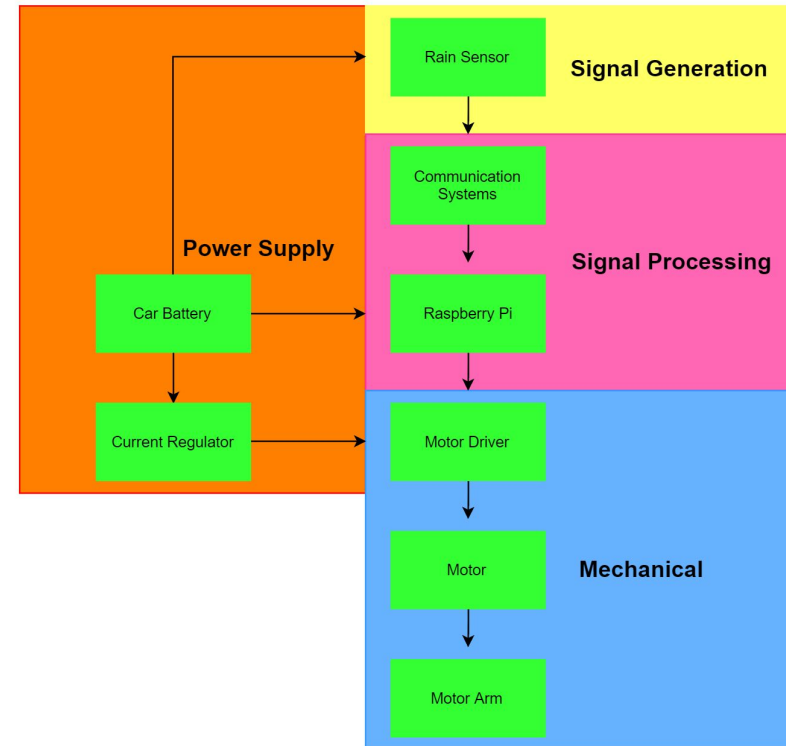 Rain Sensor
Signal Generation
Communication
Systems
Power Supply
Signal Processing
Car Battery
Raspberry Pi
Current Regulator
Motor Driver
Motor
Mechanical
Motor Arm